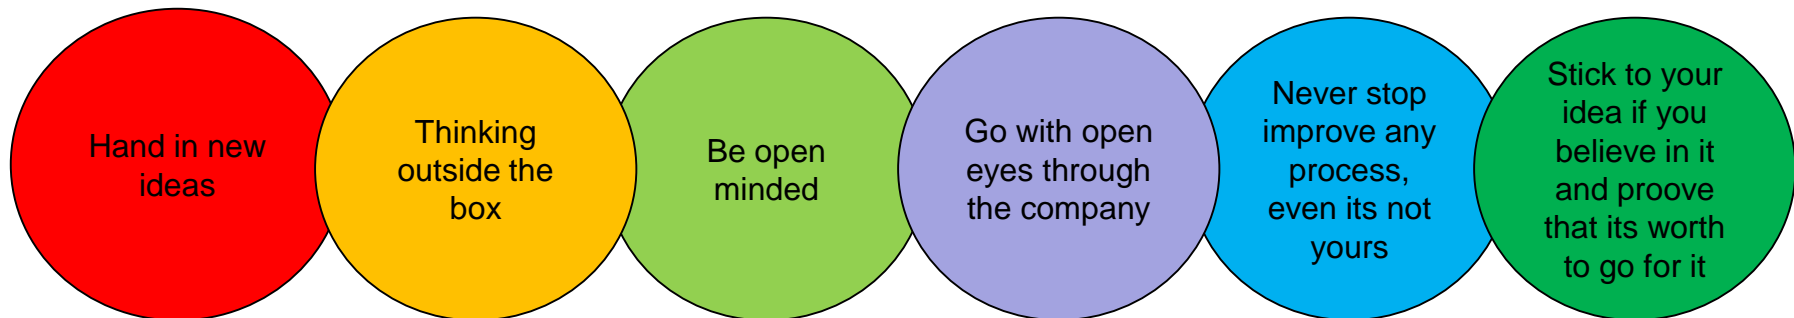 Hand in new
ideas
Thinking
outside the
box
Be open
minded
Go with open
eyes through
the company
Never stop
improve any
process,
even its not
yours
Stick to your
idea if you
believe in it
and proove
that its worth
to go for it